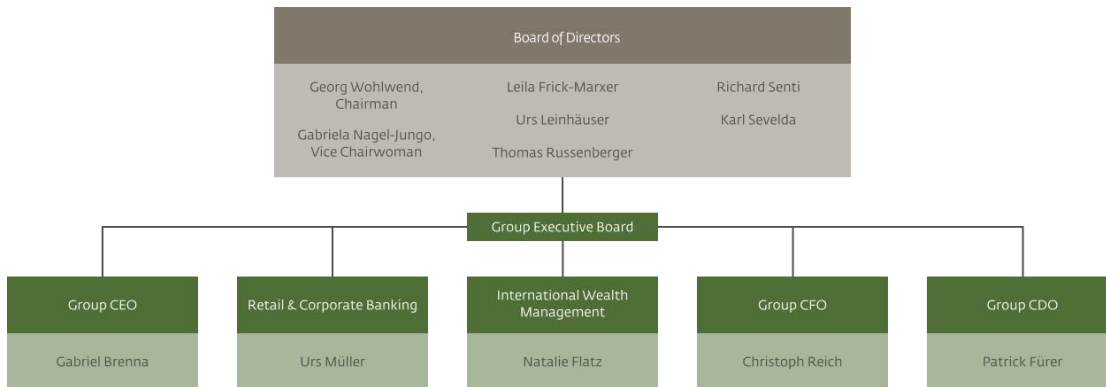 Board of Directors
Georg Wohlwend,
Chairman
Gabriela Nagel-Jungo,
Vice Chairwoman
Leila Frick-Marxer
Urs Leinhäuser
Thomas Russenberger
Richard Senti
Karl Sevelda
Group Executive Board
Group CEO
Gabriel Brenna
Retail & Corporate Banking
Urs Müller
International Wealth
Management
Natalie Flatz
Group CFO
Christoph Reich
Group CDO
Patrick Fürer